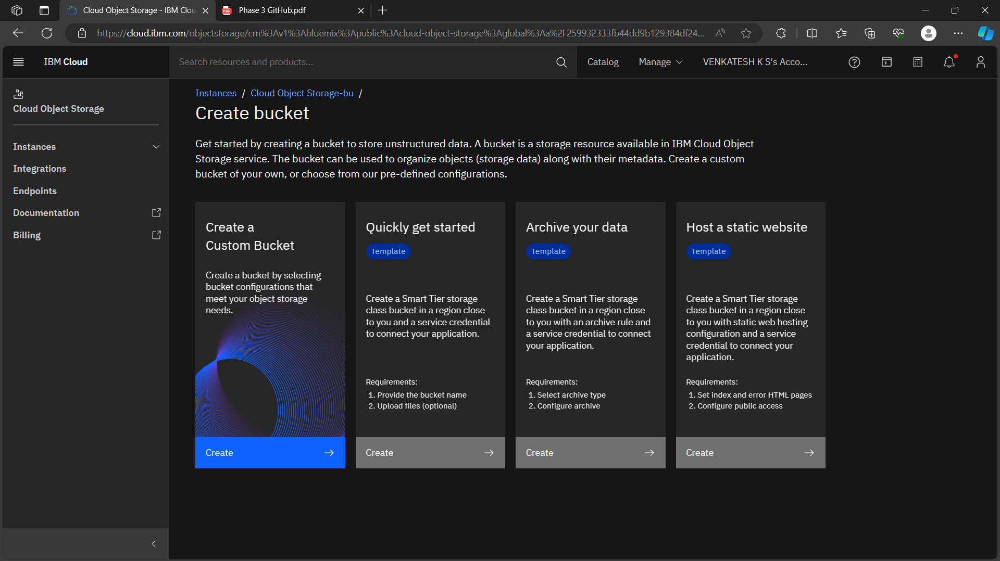 Cloud Object Storage - IBM Clou
Phase 3 GitHub.pdf
https://cloud.ibm.com/objectstorage/crn%3Av1%3Abluemix%3Apublic%3Acloud-object-storage%3Aglobal%3Aa%2F259932333fb44dd9b129384df24...
IBM Cloud
Search resources and products...
Catalog
Manage
VENKATESH K S's Acco...
Cloud Object Storage
Instances
Integrations
Endpoints
Documentation
Billing
Instances / Cloud Object Storage-bu /
Create bucket
Get started by creating a bucket to store unstructured data. A bucket is a storage resource available in IBM Cloud Object
Storage service. The bucket can be used to organize objects (storage data) along with their metadata. Create a custom
bucket of your own, or choose from our pre-defined configurations.
Create a
Custom Bucket
Create a bucket by selecting
bucket configurations that
meet your object storage
needs.
Create
Quickly get started
Template
Create a Smart Tier storage
class bucket in a region close
to you and a service credential
to connect your application.
Requirements:
1. Provide the bucket name
2. Upload files (optional)
Create
Archive your data
Template
Create a Smart Tier storage
class bucket in a region close
to you with an archive rule and
a service credential to connect
your application.
Requirements:
1. Select archive type
2. Configure archive
Create
Host a static website
Template
Create a Smart Tier storage
class bucket in a region close
to you with static web hosting
configuration and a service
credential to connect your
application.
Requirements:
1. Set index and error HTML pages
2. Configure public access
Create